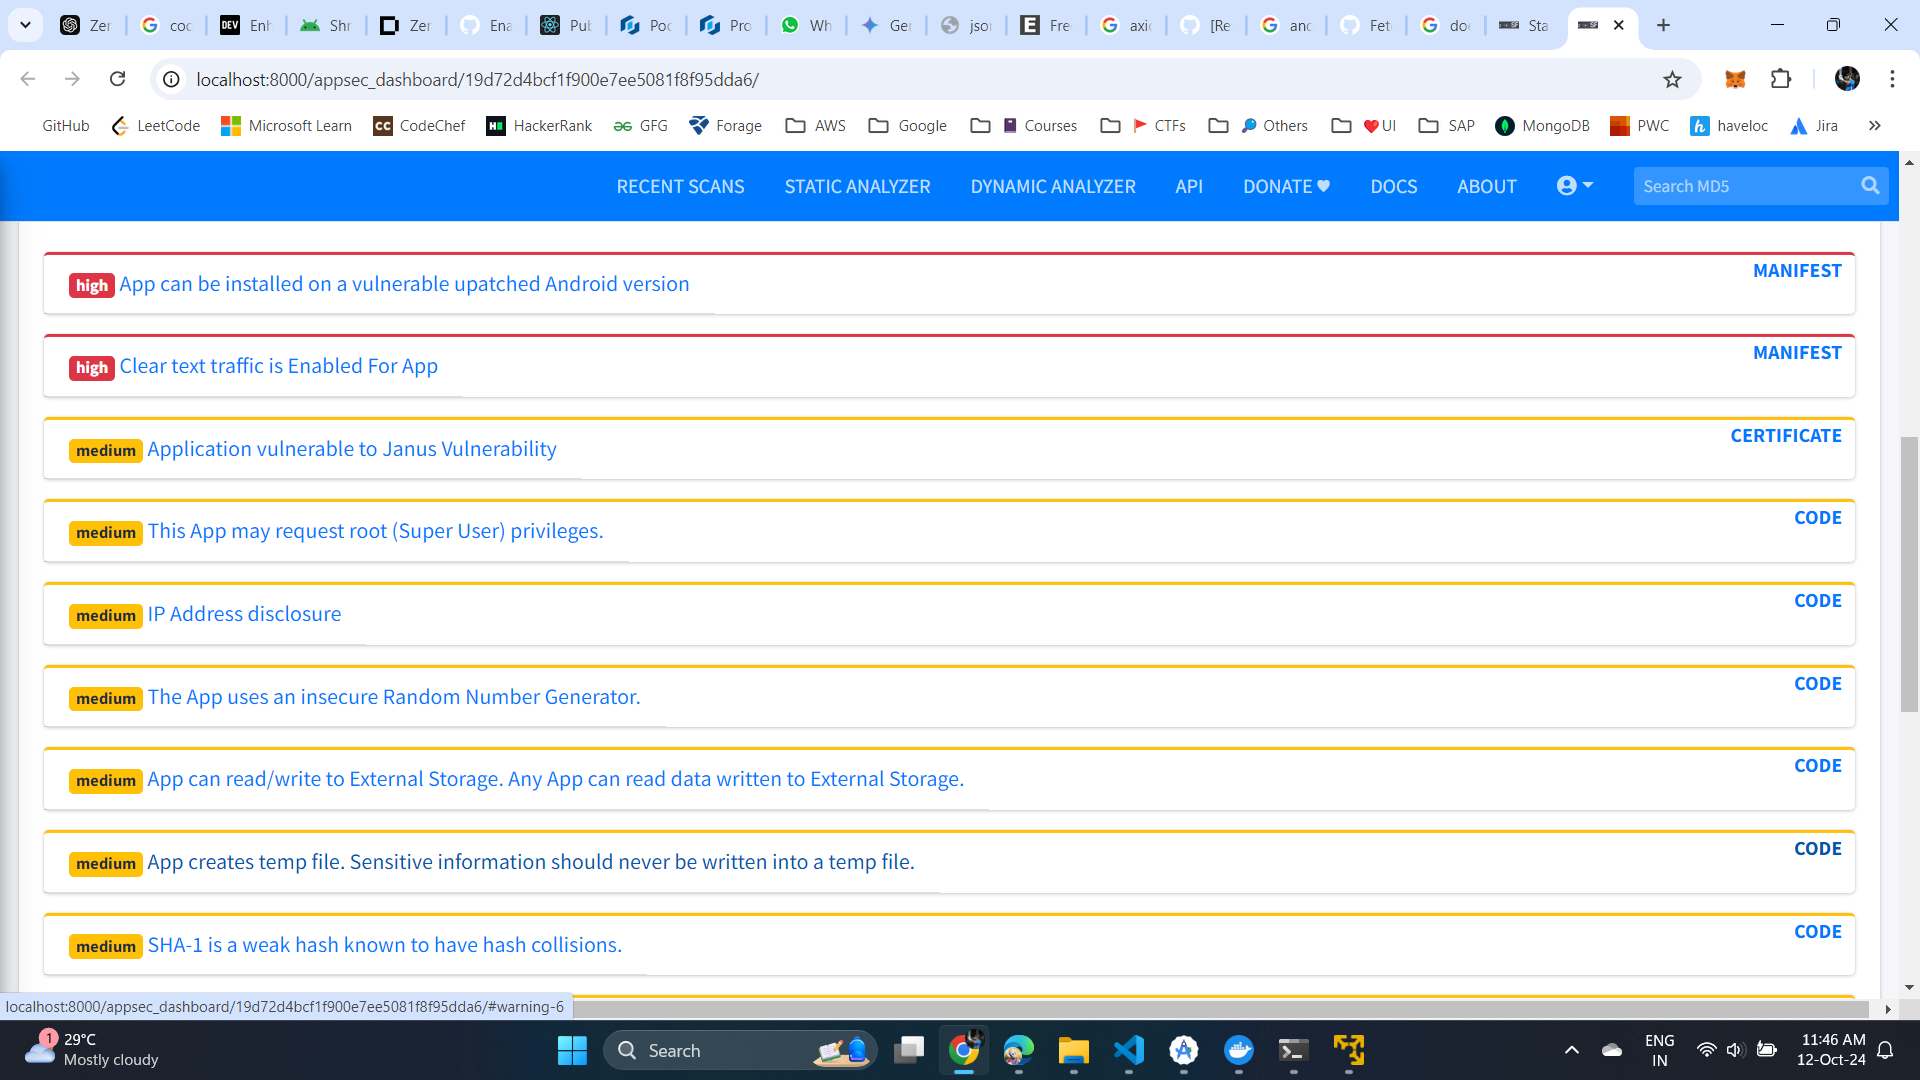 Zer
coc
Enh
Shr
Zer
Ena
Pub
Poc
Pro
Wh
Ger
json
Fre
axic
[Re
anc
Fet
doe
Sta
localhost:8000/appsec_dashboard/19d72d4bcf1f900e7ee5081f8f95dda6/
GitHub
LeetCode
Microsoft Learn
CodeChef
HackerRank
GFG
Forage
AWS
Google
Courses
CTFs
Others
UI
SAP
MongoDB
PWC
haveloc
Jira
RECENT SCANS
STATIC ANALYZER
DYNAMIC ANALYZER
API
DONATE ♥
DOCS
ABOUT
Search MD5
high App can be installed on a vulnerable upatched Android version
MANIFEST
high Clear text traffic is Enabled For App
MANIFEST
medium Application vulnerable to Janus Vulnerability
CERTIFICATE
medium This App may request root (Super User) privileges.
CODE
medium IP Address disclosure
CODE
medium The App uses an insecure Random Number Generator.
CODE
medium App can read/write to External Storage. Any App can read data written to External Storage.
CODE
medium App creates temp file. Sensitive information should never be written into a temp file.
CODE
medium SHA-1 is a weak hash known to have hash collisions.
CODE
localhost:8000/appsec_dashboard/19d72d4bcf1f900e7ee5081f8f95dda6/#warning-6
1
29°C
Mostly cloudy
Search
ENG
IN
11:46 AM
12-Oct-24